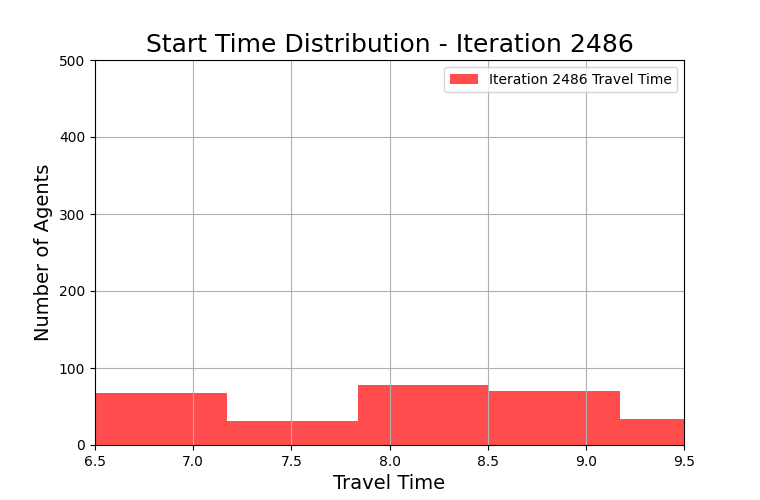 Start Time Distribution - Iteration 2486
500
Iteration 2486 Travel Time
400
300
200
100
0
Number of Agents
6.5 7.0 7.5 8.0 8.5 9.0 9.5
Travel Time